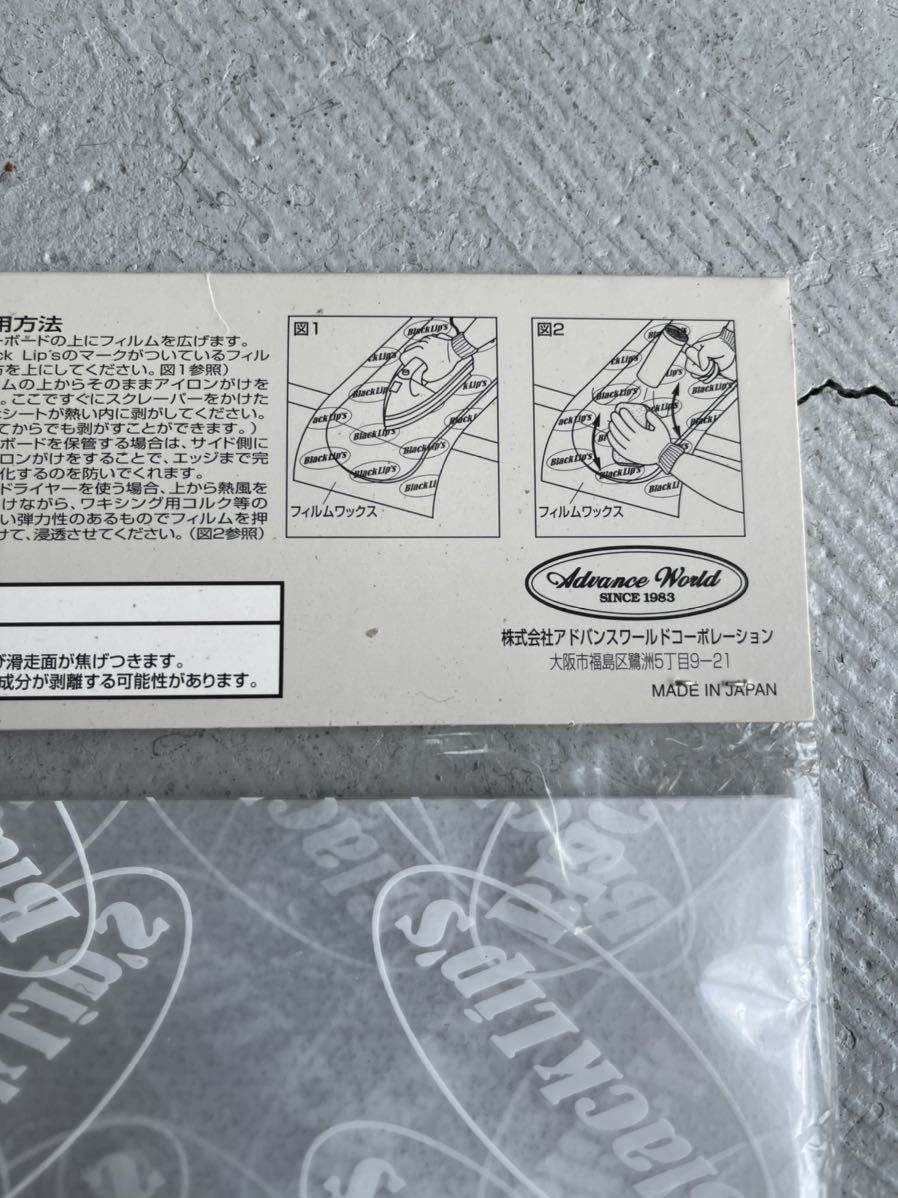 用方法
ーボードの上にフィルムを広げます。
ck Lip'sのマークがついているフィル
方を上にしてください。図1参照)
ムの上からそのままアイロンがけを
。ここですぐにスクレーパーをかけた
シートが熱い内に剥がしてください。
てからでも剥がすことができます。)
ボードを保管する場合は、サイド側に
ロンがけをすることで、エッジまで完
化するのを防いでくれます。
ドライヤーを使う場合、上から熱風を
けながら、ワキシング用コルク等の
い弾力性のあるものでフィルムを押
けて、浸透させてください。(図2参照)
図1
Black Lip's
Black Lip's
Black Lip's
Black Lip's
フィルムワックス
図2
Black Lip's
Black Lip's
Black Lip's
フィルムワックス
び滑走面が焦げつきます。
成分が剥離する可能性があります。
Advance World
SINCE 1983
株式会社アドバンスワールドコーポレーション
大阪市福島区鷺洲5丁目9-21
MADE IN JAPAN
Black Lip's